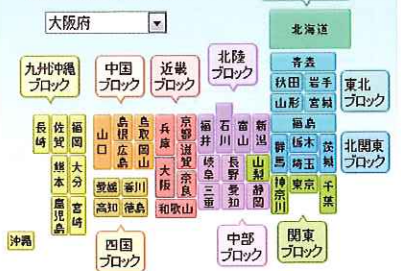 大阪府
北海道
九州沖縄
ブロック
中国
ブロック
近畿
ブロック
北陸
ブロック
青森
秋田 岩手
山形 宮城
東北
ブロック
福島
長崎 佐賀 福岡
熊本 大分
鹿児島 宮崎
沖縄
山口 島根 鳥取
広島 岡山
愛媛 香川
高知 徳島
四国
ブロック
兵庫 京都 滋賀
大阪 奈良
和歌山
福井 石川 富山 新潟
岐阜 長野 山梨
三重 愛知 静岡
中部
ブロック
群馬 栃木 茨城
埼玉
北関東
ブロック
神奈川 東京 千葉
関東
ブロック